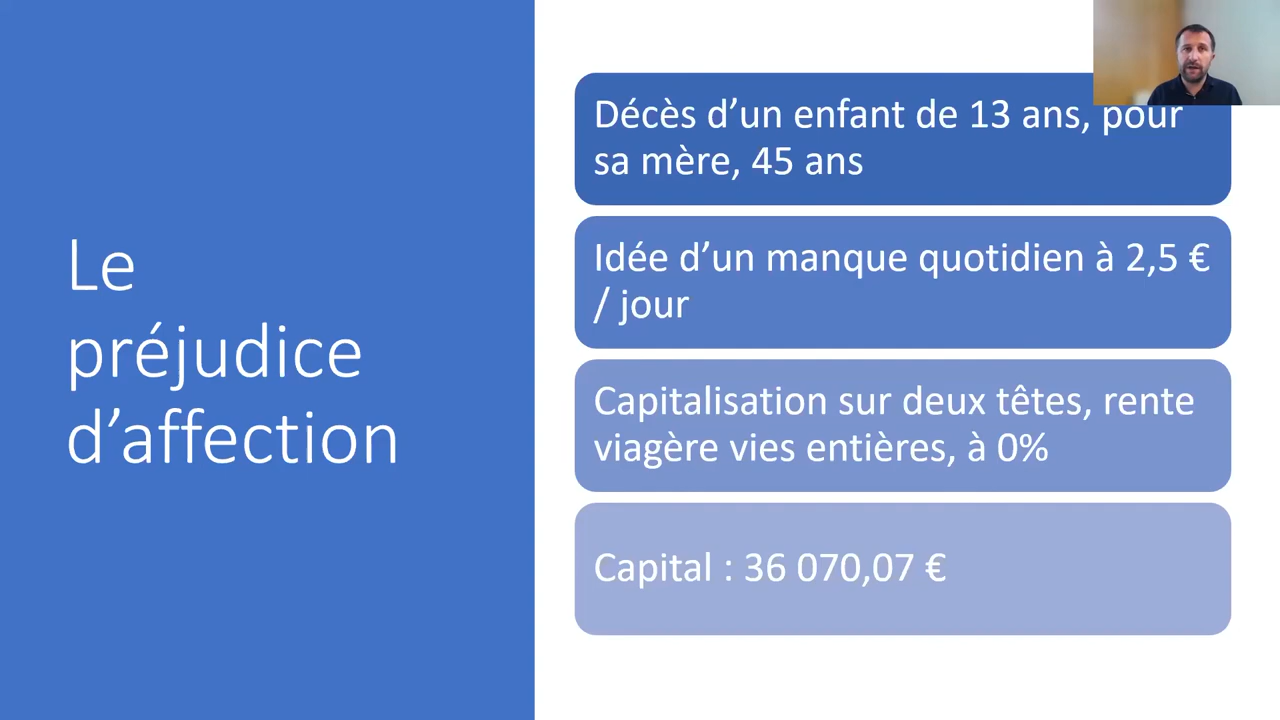 Le
préjudice
d’affection
Décès d’un enfant de 13 ans, pour
sa mère, 45 ans
Idée d’un manque quotidien à 2,5 €
/ jour
Capitalisation sur deux têtes, rente
viagère vies entières, à 0%
Capital : 36 070,07 €